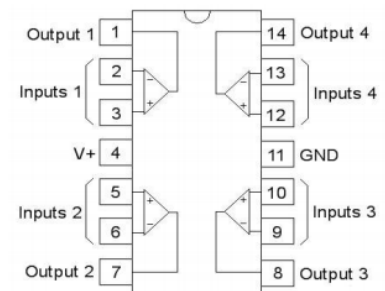 Output 1 1 14 Output 4
2 − − 13
Inputs 1 Inputs 4
3 + + 12
V+ 4 11 GND
5 + + 10
Inputs 2 Inputs 3
6 − − 9
Output 2 7 8 Output 3